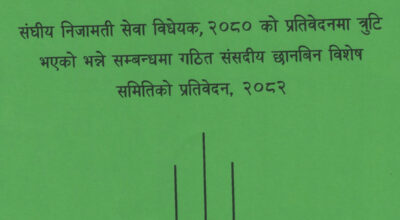 संघीय निजामती सेवा विधेयक, २०८० को प्रतिवेदनमा त्रुटि
भएको भन्ने सम्बन्धमा गठित संसदीय छानबिन विशेष
समितिको प्रतिवेदन, २०८२